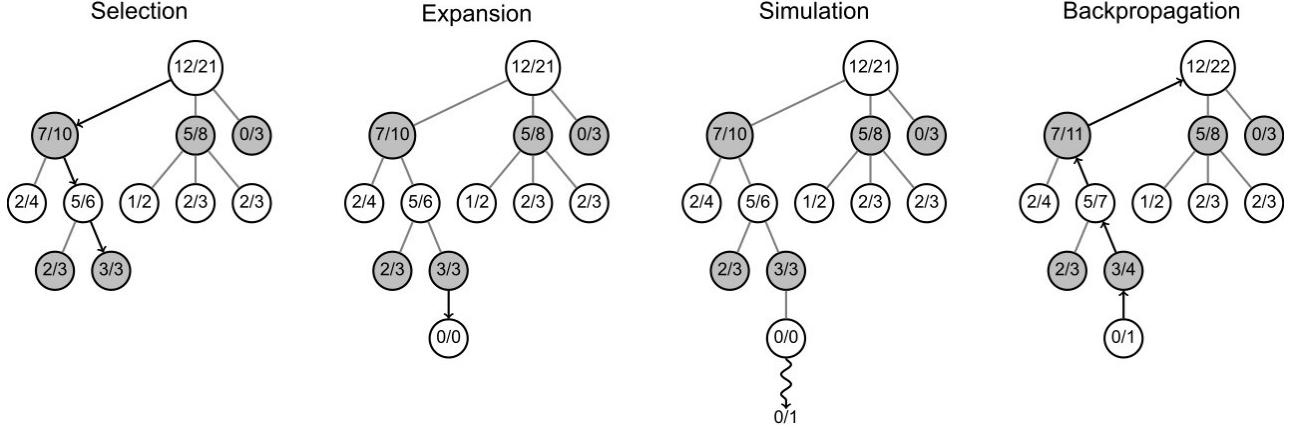 Selection Expansion Simulation Backpropagation
12/21 12/21 12/21 12/22
7/10 5/8 0/3 7/10 5/8 0/3 7/10 5/8 0/3 7/11 5/8 0/3
2/4 5/6 1/2 2/3 2/3 2/4 5/6 1/2 2/3 2/3 2/4 5/6 1/2 2/3 2/3 2/4 5/7 1/2 2/3 2/3
2/3 3/3 2/3 3/3 2/3 3/3 2/3 3/4
0/0 0/0 0/1
0/1